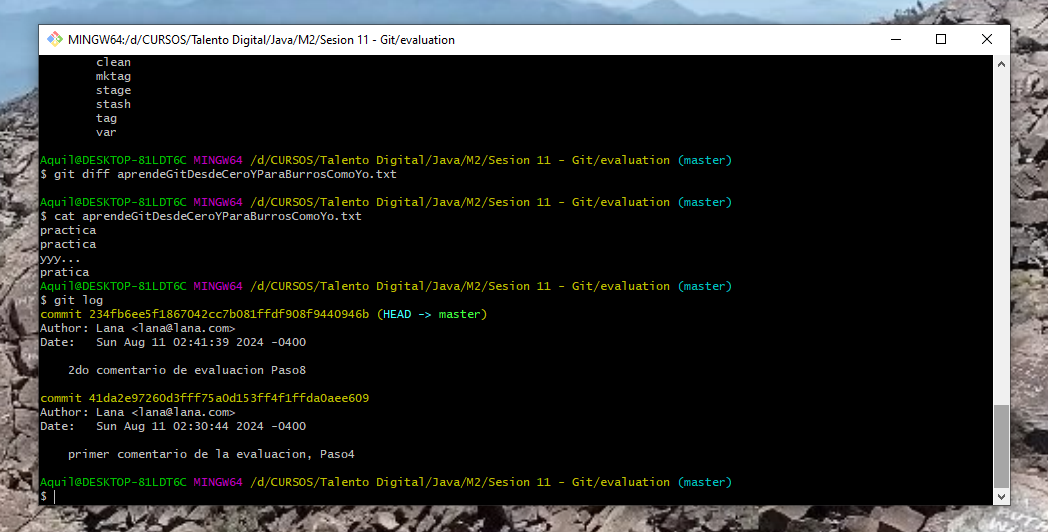 MINGW64:/d/CURSOS/Talento Digital/Java/M2/Sesion 11 - Git/evaluation
clean
mktag
stage
stash
tag
var
Aquil@DESKTOP-81LDT6C MINGW64 /d/CURSOS/Talento Digital/Java/M2/Sesion 11 - Git/evaluation (master)
$ git diff aprendeGitDesdeCeroYParaBurrosComoYo.txt
Aquil@DESKTOP-81LDT6C MINGW64 /d/CURSOS/Talento Digital/Java/M2/Sesion 11 - Git/evaluation (master)
$ cat aprendeGitDesdeCeroYParaBurrosComoYo.txt
practica
practica
yyy...
pratica
Aquil@DESKTOP-81LDT6C MINGW64 /d/CURSOS/Talento Digital/Java/M2/Sesion 11 - Git/evaluation (master)
$ git log
commit 234fb6ee5f1867042cc7b081ffdf908f9440946b (HEAD -> master)
Author: Lana <lana@lana.com>
Date:   Sun Aug 11 02:41:39 2024 -0400
2do comentario de evaluacion Paso8
commit 41da2e97260d3fff75a0d153ff4f1ffda0aee609
Author: Lana <lana@lana.com>
Date:   Sun Aug 11 02:30:44 2024 -0400
primer comentario de la evaluacion, Paso4
Aquil@DESKTOP-81LDT6C MINGW64 /d/CURSOS/Talento Digital/Java/M2/Sesion 11 - Git/evaluation (master)
$